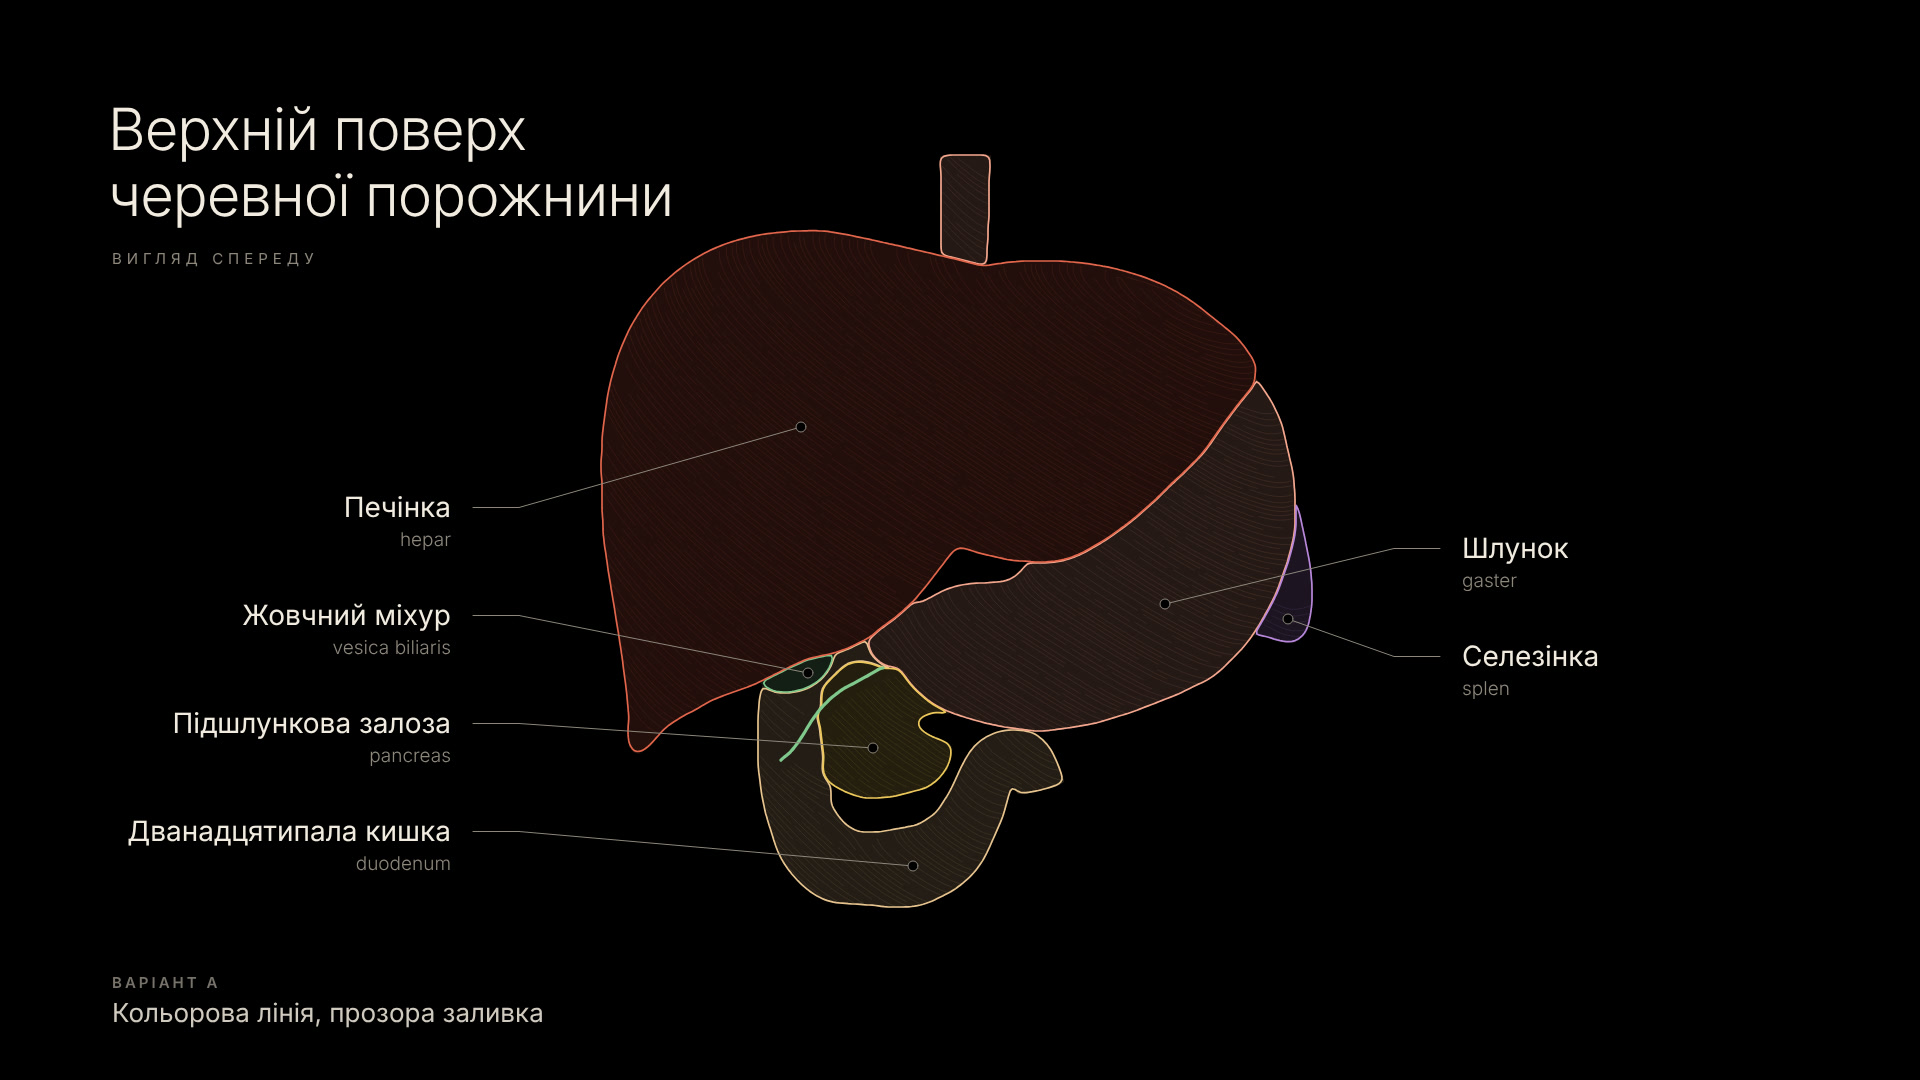 Верхній поверх
черевної порожнини
ВИГЛЯД СПЕРЕДУ
Печінка
hepar
Жовчний міхур
vesica biliaris
Підшлункова залоза
pancreas
Дванадцятипала кишка
duodenum
Шлунок
gaster
Селезінка
splen
ВАРІАНТ А
Кольорова лінія, прозора заливка